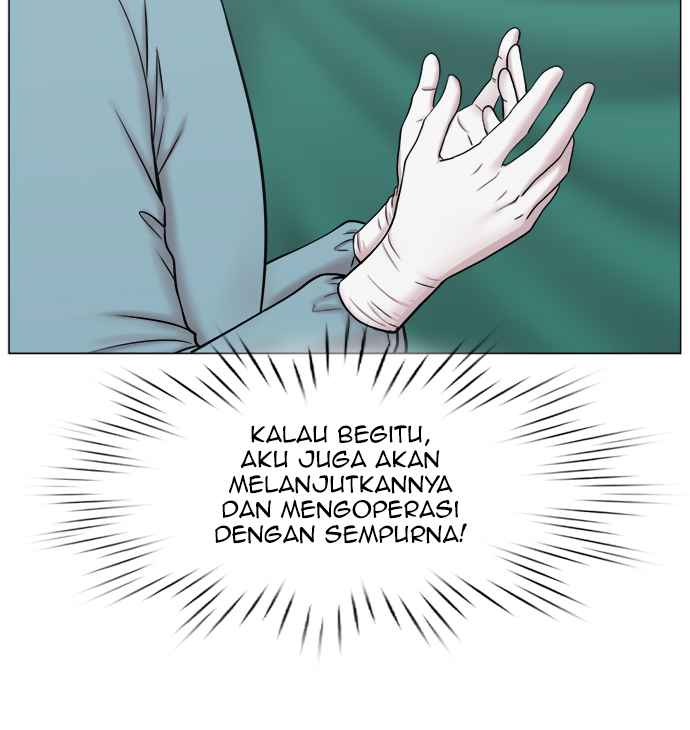 KALAU BEGITU,
AKU JUGA AKAN
MELANJUTKANNYA
DAN MENGOPERASI
DENGAN SEMPURNA!